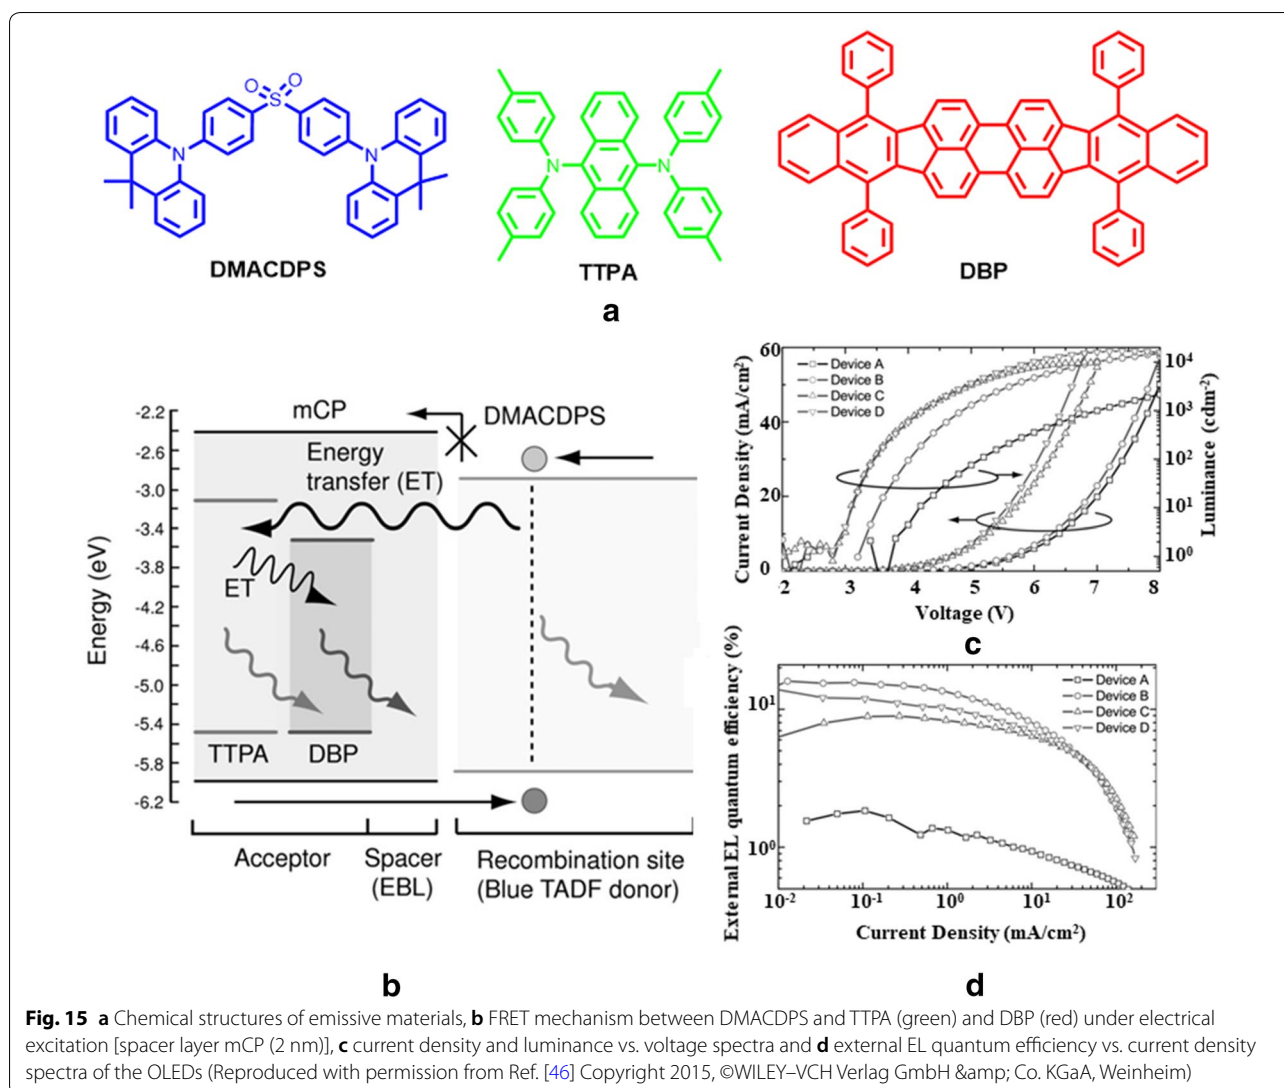 O O
S
N
N
DMACDPS
N
N
TTPA
DBP
a
-2.2
-2.6
-3.0
-3.4
-3.8
-4.2
-4.6
-5.0
-5.4
-5.8
-6.2
Energy (eV)
mCP
DMACDPS
Energy
transfer (ET)
ET
TTPA
DBP
Acceptor
Spacer
(EBL)
Recombination site
(Blue TADF donor)
b
60
40
20
0
Current Density (mA/cm²)
Device A
Device B
Device C
Device D
10⁴
10³
10²
10¹
10⁰
Luminance (cdm⁻²)
2 3 4 5 6 7 8
Voltage (V)
c
External EL quantum efficiency (%)
10¹
10⁰
Device A
Device B
Device C
Device D
10⁻² 10⁻¹ 10⁰ 10¹ 10²
Current Density (mA/cm²)
d
Fig. 15 a Chemical structures of emissive materials, b FRET mechanism between DMACDPS and TTPA (green) and DBP (red) under electrical
excitation [spacer layer mCP (2 nm)], c current density and luminance vs. voltage spectra and d external EL quantum efficiency vs. current density
spectra of the OLEDs (Reproduced with permission from Ref. [46] Copyright 2015, ©WILEY–VCH Verlag GmbH &amp; Co. KGaA, Weinheim)